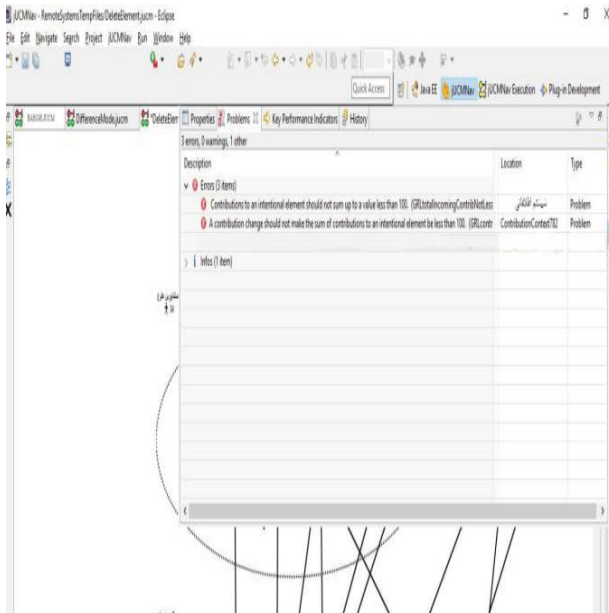 jUCMNav - RemoteSystemsTempFiles/DeleteElement.jucm - Eclipse
File Edit Navigate Search Project jUCMNav Run Window Help
Quick Access Java EE jUCMNav jUCMNav Execution Plug-in Development
DifferenceMode.jucm *DeleteElem Properties Problems Key Performance Indicators History
3 errors, 0 warnings, 1 other
Description Location Type
Errors (3 items)
Contributions to an intentional element should not sum up to a value less than 100. (GRLtotalIncomingContribNotLess Problem
A contribution change should not make the sum of contributions to an intentional element be less than 100. (GRLcontr ContributionContext782 Problem
Infos (1 item)